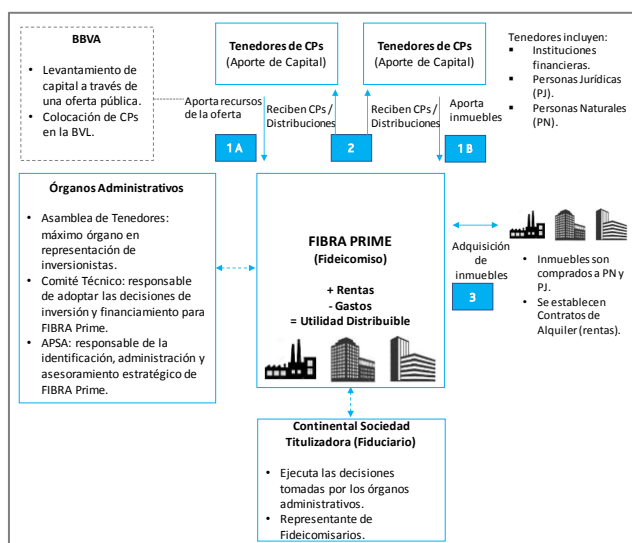 BBVA
• Levantamiento de
capital a través de
una oferta pública.
• Colocación de CPs
en la BVL.
Tenedores de CPs
(Aporte de Capital)
Tenedores de CPs
(Aporte de Capital)
Tenedores incluyen:
▪ Instituciones
financieras.
▪ Personas Jurídicas
(PJ).
▪ Personas Naturales
(PN).
Aporta recursos
de la oferta
Reciben CPs /
Distribuciones
Reciben CPs /
Distribuciones
Aporta
inmuebles
1A
2
1B
Órganos Administrativos
• Asamblea de Tenedores:
máximo órgano en
representación de
inversionistas.
• Comité Técnico: responsable
de adoptar las decisiones de
inversión y financiamiento para
FIBRA Prime.
• APSA: responsable de la
identificación, administración y
asesoramiento estratégico de
FIBRA Prime.
FIBRA PRIME
(Fideicomiso)
+ Rentas
- Gastos
= Utilidad Distribuible
Adquisición de
inmuebles
3
• Inmuebles son
comprados a PN y
PJ.
• Se establecen
Contratos de
Alquiler (rentas).
Continental Sociedad
Titulizadora (Fiduciario)
• Ejecuta las decisiones
tomadas por los órganos
administrativos.
• Representante de
Fideicomisarios.